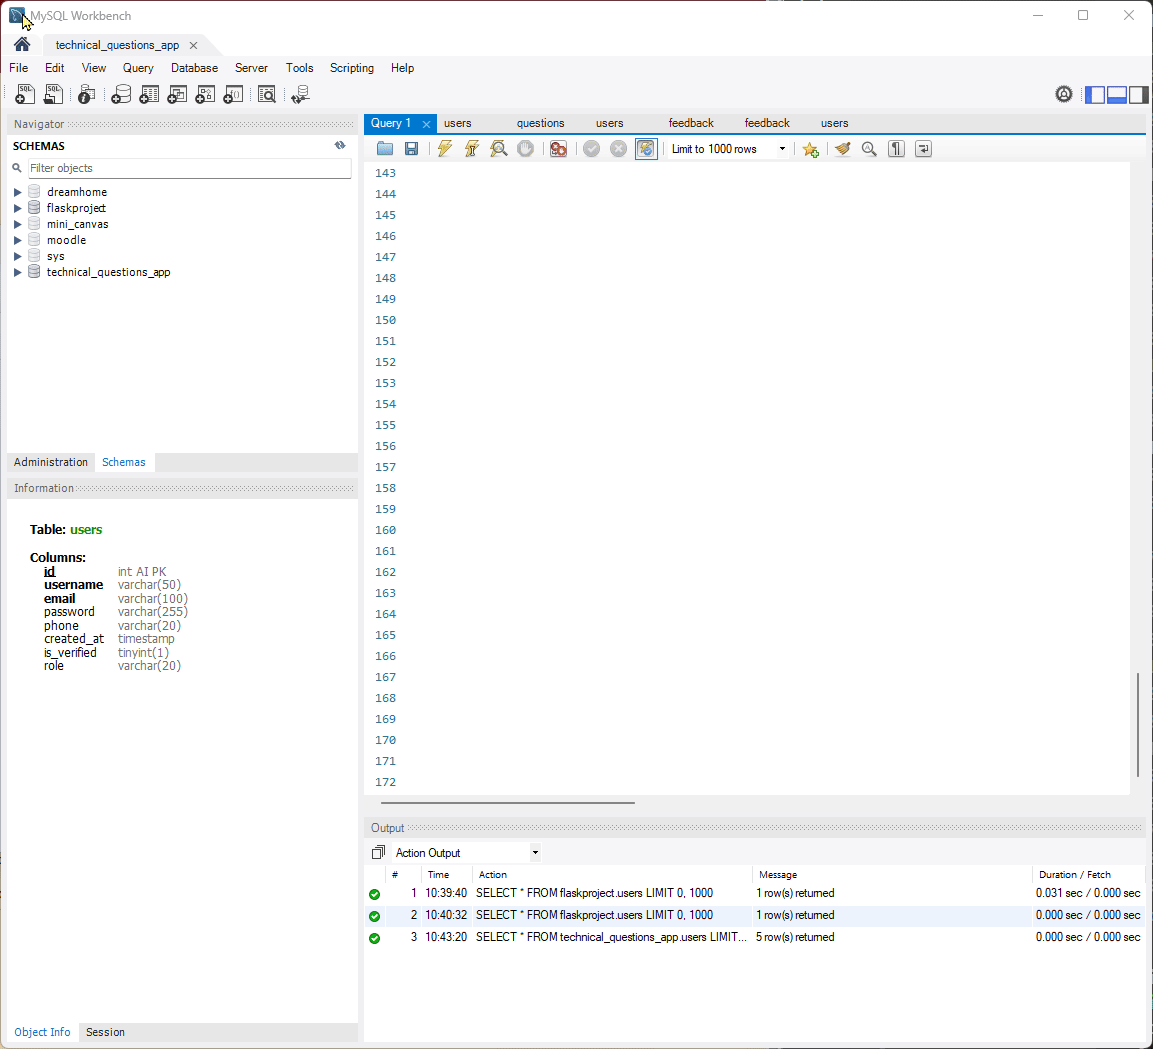 MySQL Workbench
technical_questions_app
File Edit View Query Database Server Tools Scripting Help
Navigator
SCHEMAS
Filter objects
dreamhome
flaskproject
mini_canvas
moodle
sys
technical_questions_app
Administration Schemas
Information
Table: users
Columns:
id int AI PK
username varchar(50)
email varchar(100)
password varchar(255)
phone varchar(20)
created_at timestamp
is_verified tinyint(1)
role varchar(20)
Object Info Session
Query 1 users questions users feedback feedback users
Limit to 1000 rows
143
144
145
146
147
148
149
150
151
152
153
154
155
156
157
158
159
160
161
162
163
164
165
166
167
168
169
170
171
172
Output
Action Output
# Time Action Message Duration / Fetch
1 10:39:40 SELECT * FROM flaskproject.users LIMIT 0, 1000 1 row(s) returned 0.031 sec / 0.000 sec
2 10:40:32 SELECT * FROM flaskproject.users LIMIT 0, 1000 1 row(s) returned 0.000 sec / 0.000 sec
3 10:43:20 SELECT * FROM technical_questions_app.users LIMIT... 5 row(s) returned 0.000 sec / 0.000 sec